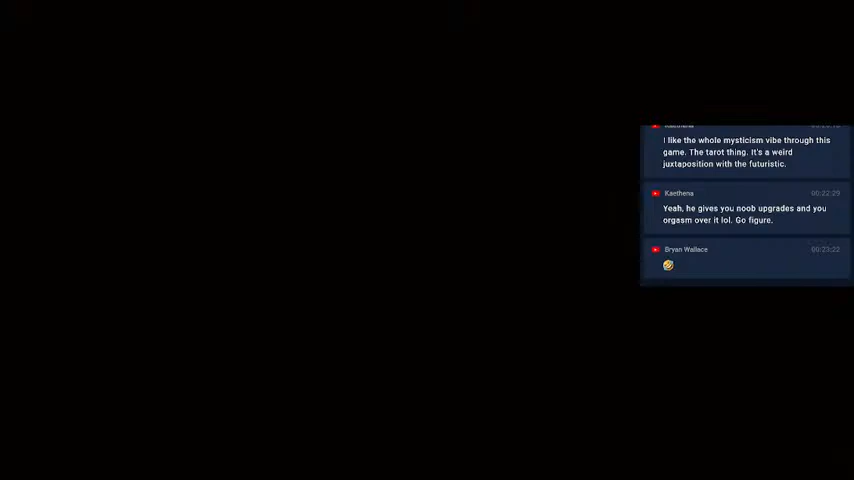 I like the whole mysticism vibe through this
game. The tarot thing. It's a weird
juxtaposition with the futuristic.
Kaethena 00:22:29
Yeah, he gives you noob upgrades and you
orgasm over it lol. Go figure.
Bryan Wallace 00:23:22
🤣